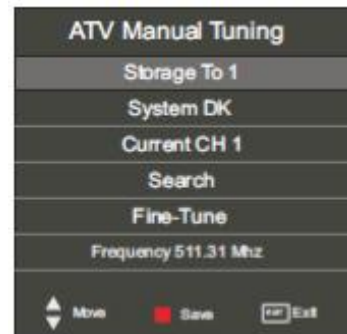 ATV Manual Tuning
Storage To 1
System DK
Current CH 1
Search
Fine-Tune
Frequency 511.31 Mhz
Move Save EXIT Exit